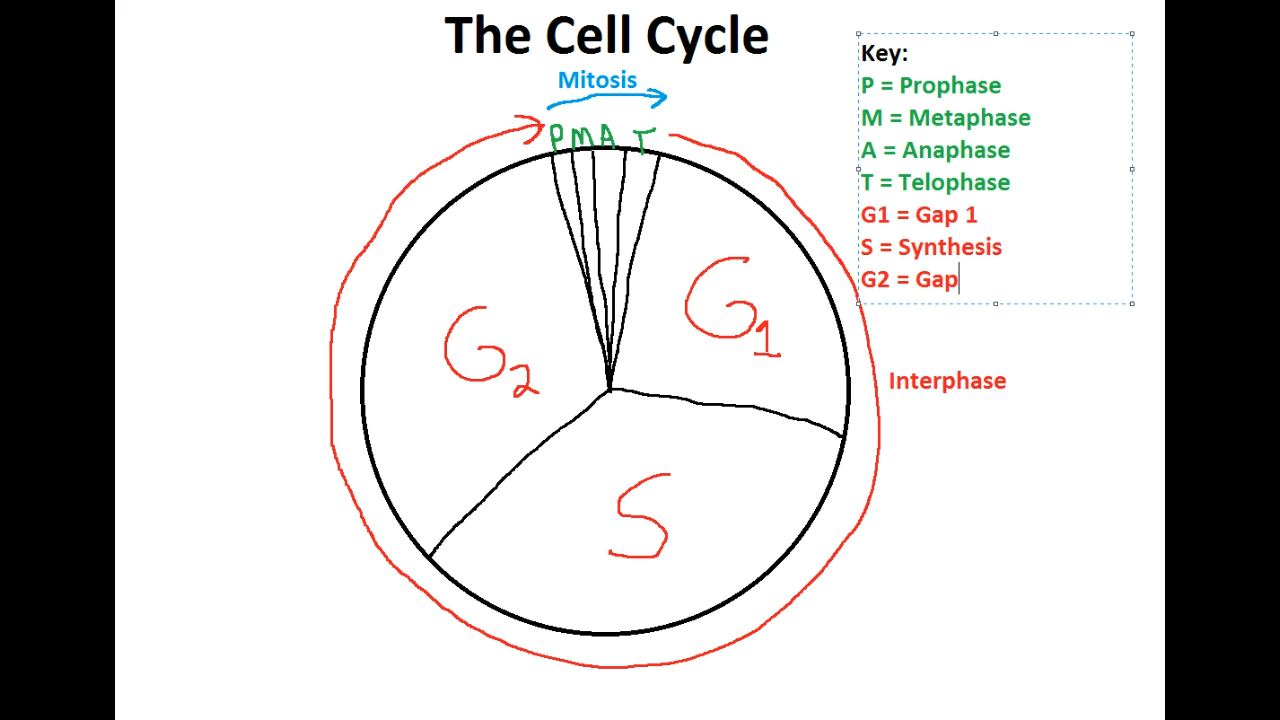 The Cell Cycle
Mitosis
P M A T
G1
G2
S
Interphase
Key:
P = Prophase
M = Metaphase
A = Anaphase
T = Telophase
G1 = Gap 1
S = Synthesis
G2 = Gap